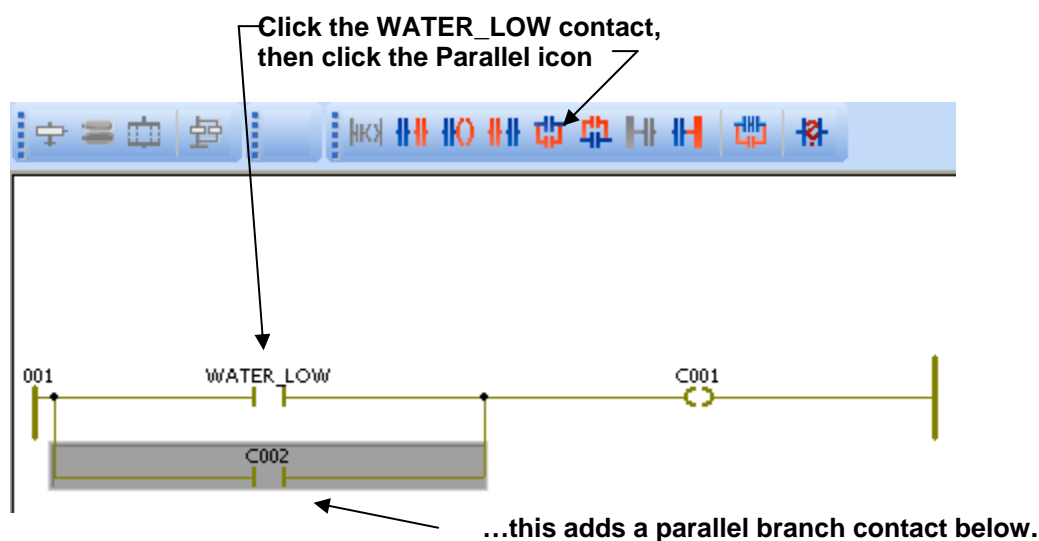 Click the WATER_LOW contact,
then click the Parallel icon
001
WATER_LOW
C001
C002
…this adds a parallel branch contact below.